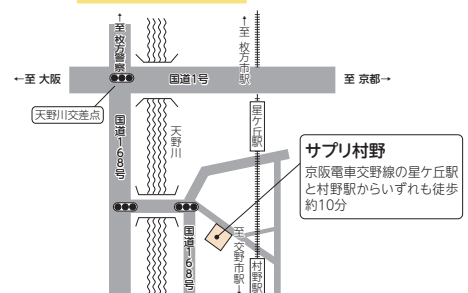 ←至 枚方警察
←至 枚方市駅
←至 大阪
国道1号
至 京都→
天野川交差点
国道168号
天野川
星ケ丘駅
サプリ村野
京阪電車交野線の星ケ丘駅
と村野駅からいずれも徒歩
約10分
国道168号
至 交野市駅→
村野駅